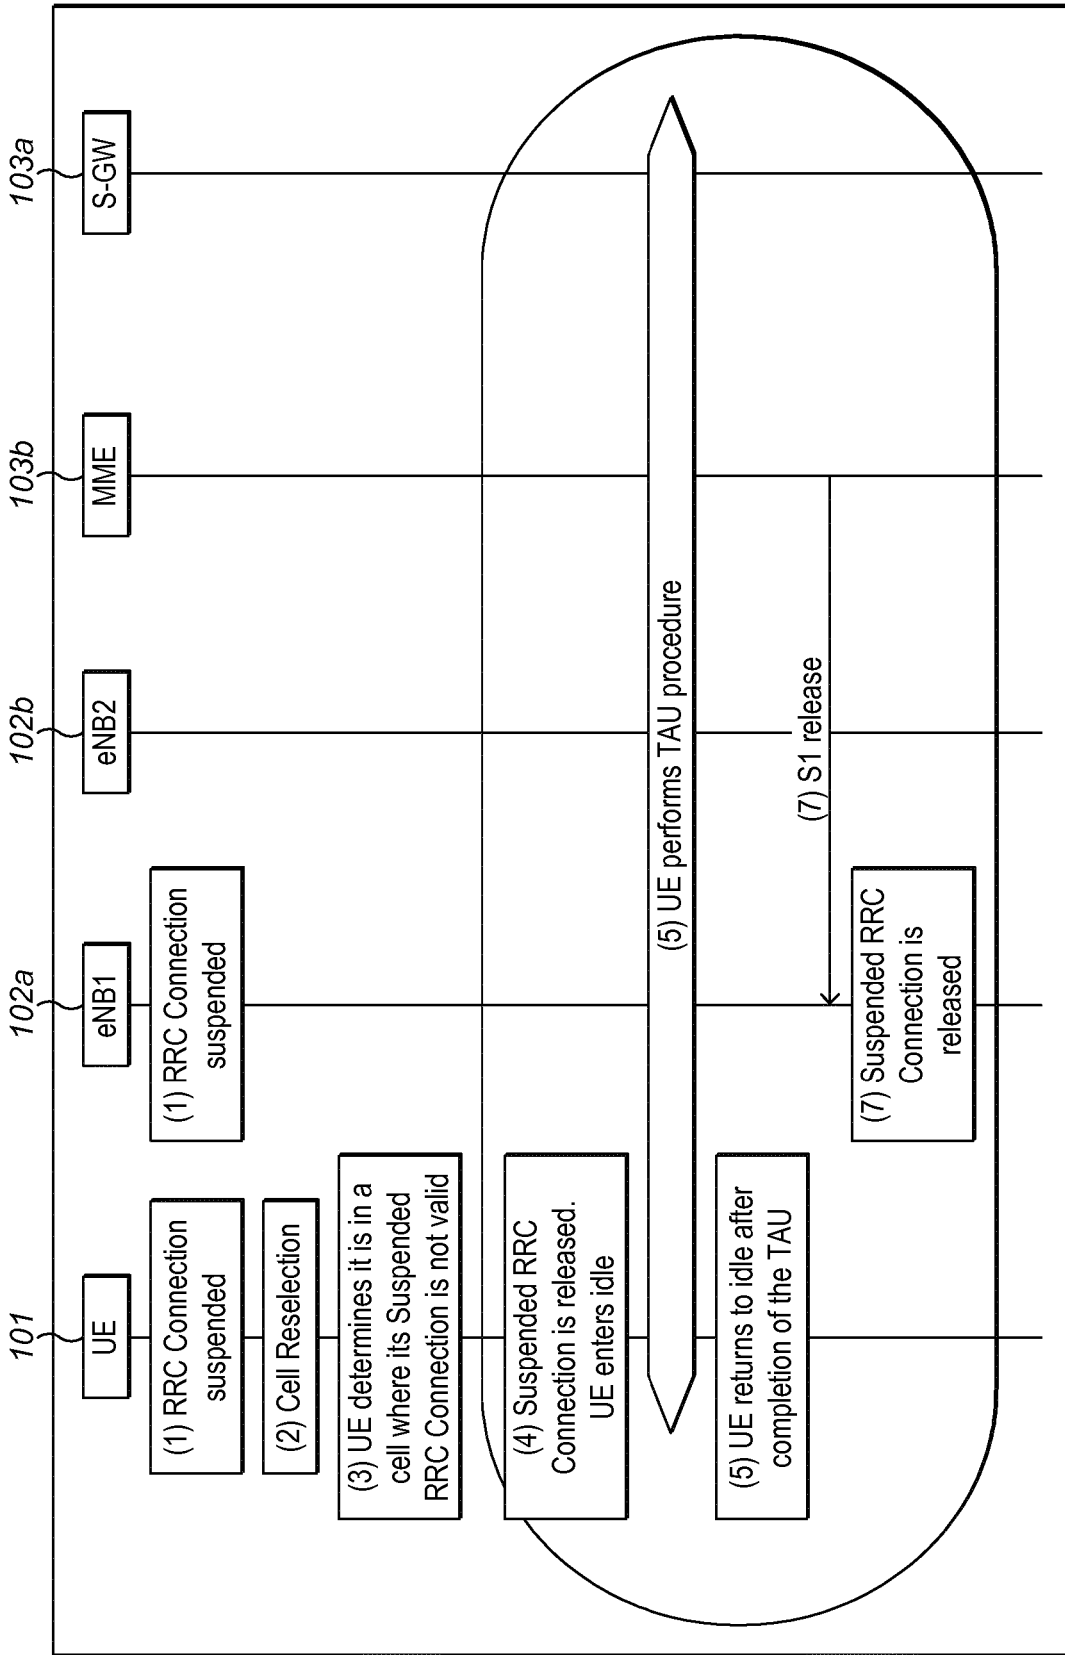 101
102a
102b
103b
103a
UE
eNB1
eNB2
MME
S-GW
(1) RRC Connection
suspended
(1) RRC Connection
suspended
(2) Cell Reselection
(3) UE determines it is in a
cell where its Suspended
RRC Connection is not valid
(4) Suspended RRC
Connection is released.
UE enters idle
(5) UE performs TAU procedure
(5) UE returns to idle after
completion of the TAU
(7) S1 release
(7) Suspended RRC
Connection is
released